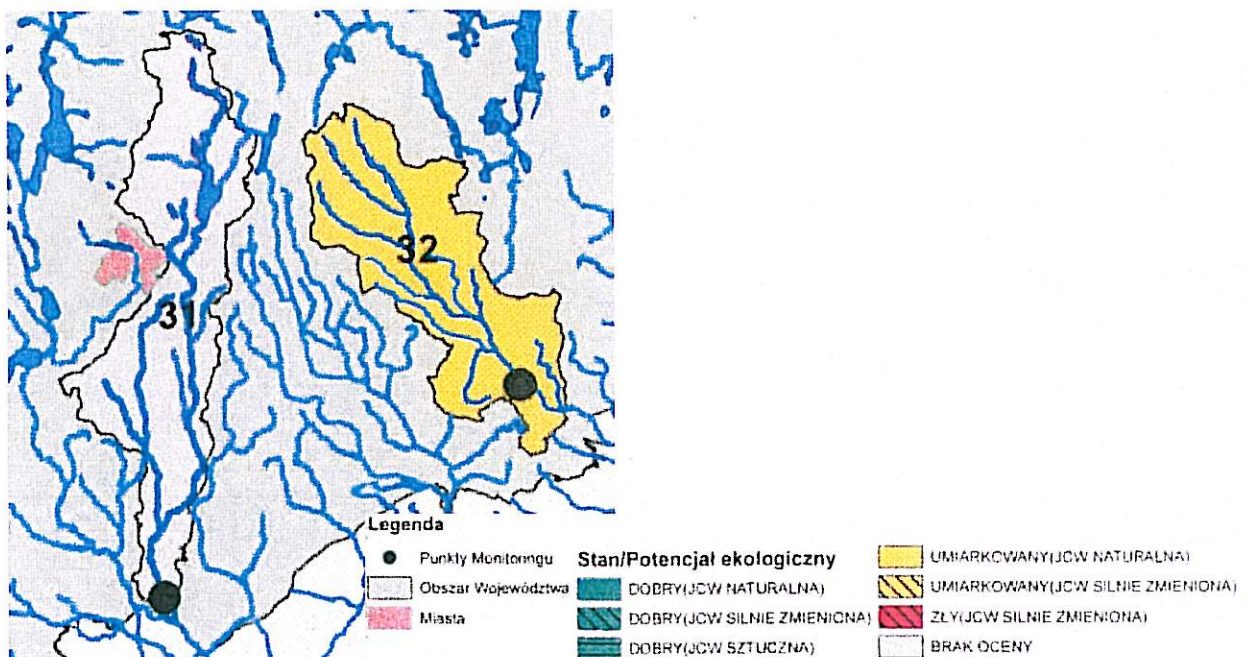 32
31
Legenda
Punkty Monitoringu
Obszar Województwa
Miasta
Stan/Potencjał ekologiczny
DOBRY(JCW NATURALNA)
DOBRY(JCW SILNIE ZMIENIONA)
DOBRY(JCW SZTUCZNA)
UMIARKOWANY(JCW NATURALNA)
UMIARKOWANY(JCW SILNIE ZMIENIONA)
ZŁY(JCW SILNIE ZMIENIONA)
BRAK OCENY